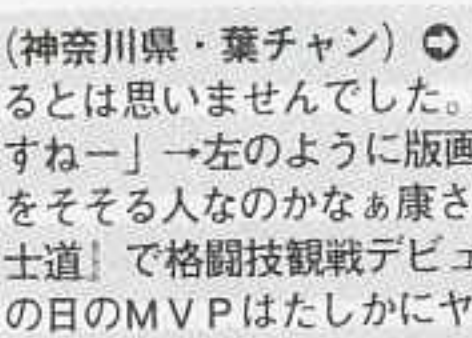 (神奈川県・葉チャン) ➲
るとは思いませんでした。
すねー」→左のように版画
をそそる人なのかなぁ康さ
士道』で格闘技観戦デビュ
の日のMVPはたしかにヤ